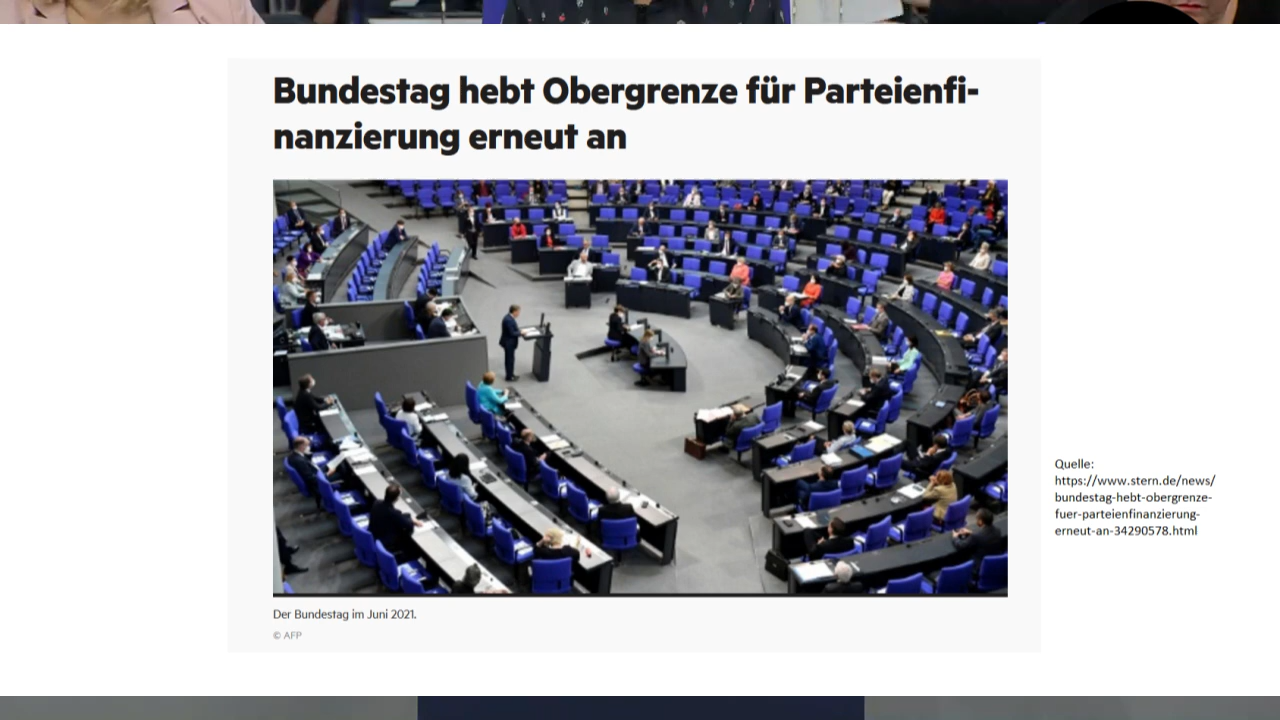 Bundestag hebt Obergrenze für Parteienfi-
nanzierung erneut an
Der Bundestag im Juni 2021.
© AFP
Quelle:
https://www.stern.de/news/
bundestag-hebt-obergrenze-
fuer-parteienfinanzierung-
erneut-an-34290578.html